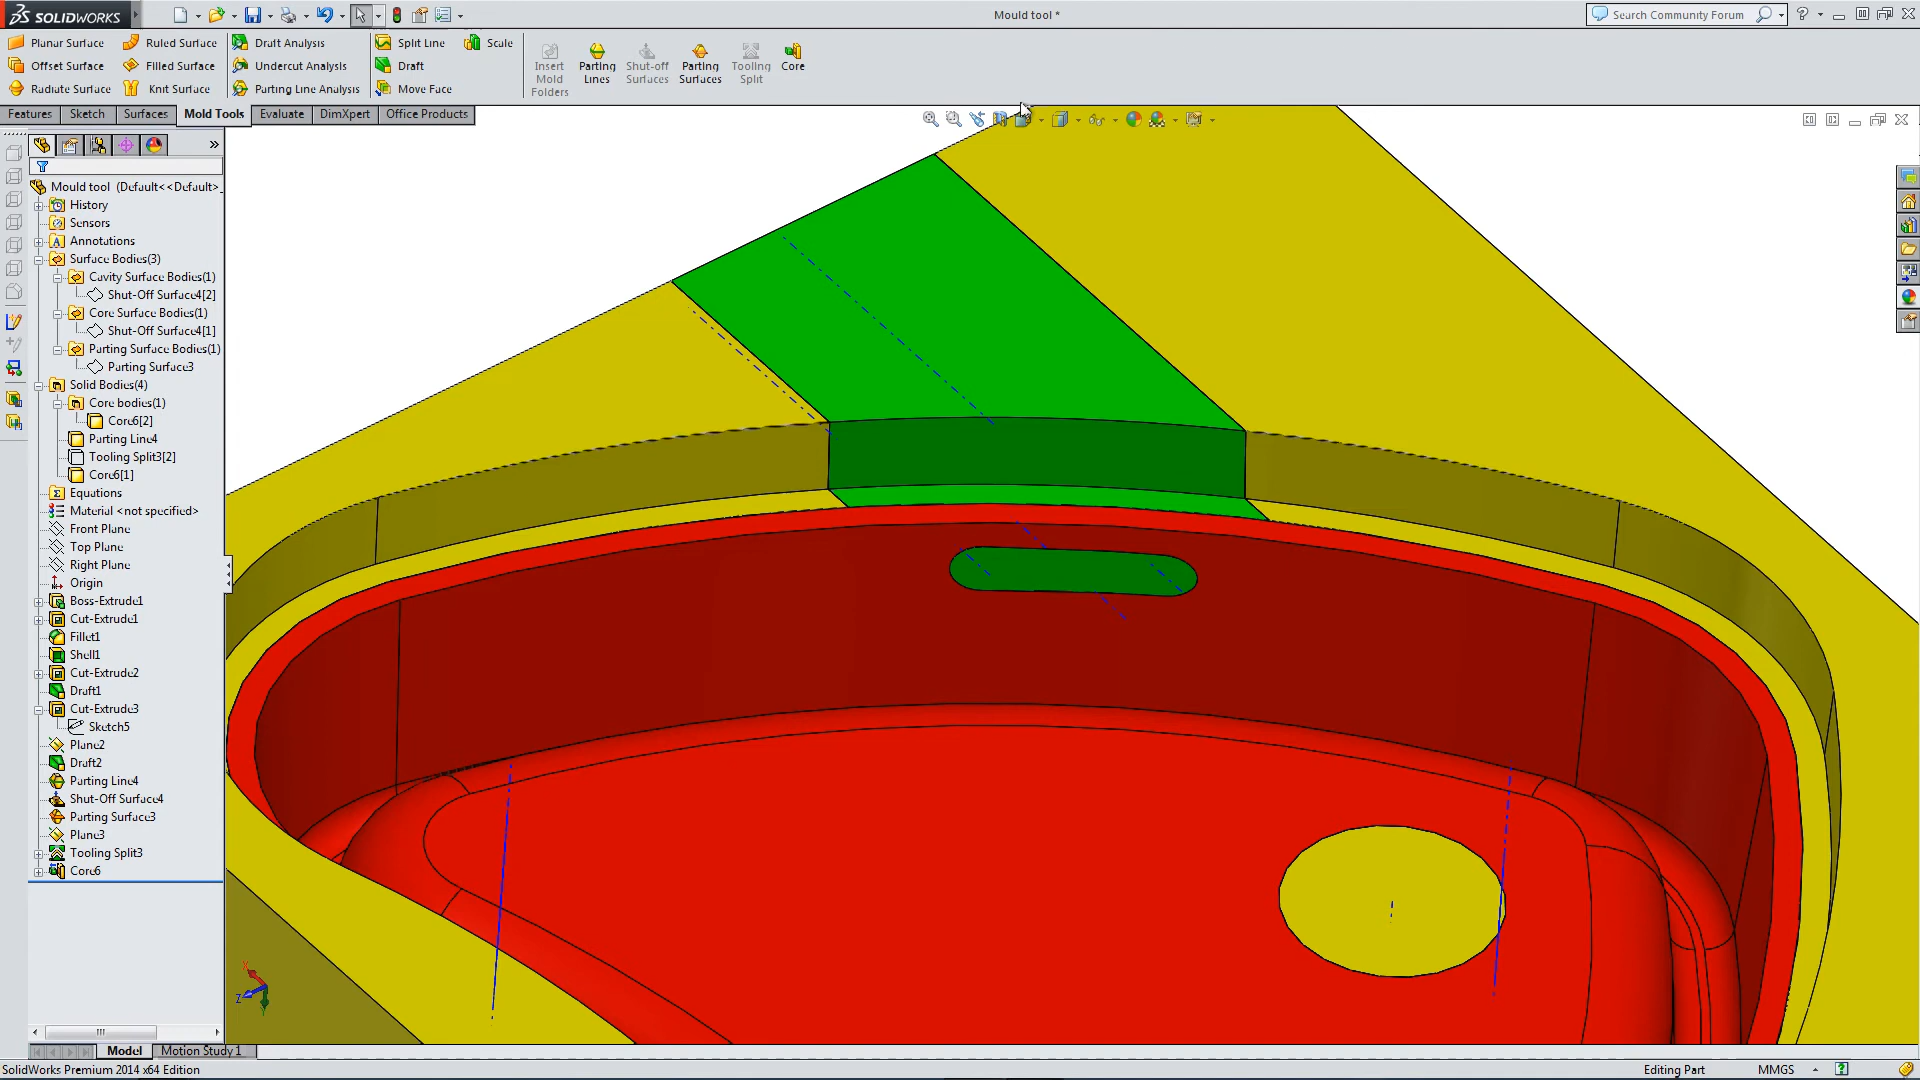 SOLIDWORKS
Mould tool *
Search Community Forum
Planar Surface
Ruled Surface
Draft Analysis
Split Line
Scale
Offset Surface
Filled Surface
Undercut Analysis
Draft
Radiate Surface
Knit Surface
Parting Line Analysis
Move Face
Insert Mold Folders
Parting Lines
Shut-off Surfaces
Parting Surfaces
Tooling Split
Core
Features
Sketch
Surfaces
Mold Tools
Evaluate
DimXpert
Office Products
Mould tool (Default<<Default>_
History
Sensors
Annotations
Surface Bodies(3)
Cavity Surface Bodies(1)
Shut-Off Surface4[2]
Core Surface Bodies(1)
Shut-Off Surface4[1]
Parting Surface Bodies(1)
Parting Surface3
Solid Bodies(4)
Core bodies(1)
Core6[2]
Parting Line4
Tooling Split3[2]
Core6[1]
Equations
Material <not specified>
Front Plane
Top Plane
Right Plane
Origin
Boss-Extrude1
Cut-Extrude1
Fillet1
Shell1
Cut-Extrude2
Draft1
Cut-Extrude3
Sketch5
Plane2
Draft2
Parting Line4
Shut-Off Surface4
Parting Surface3
Plane3
Tooling Split3
Core6
X
Z
Y
Model
Motion Study 1
SolidWorks Premium 2014 x64 Edition
Editing Part
MMGS